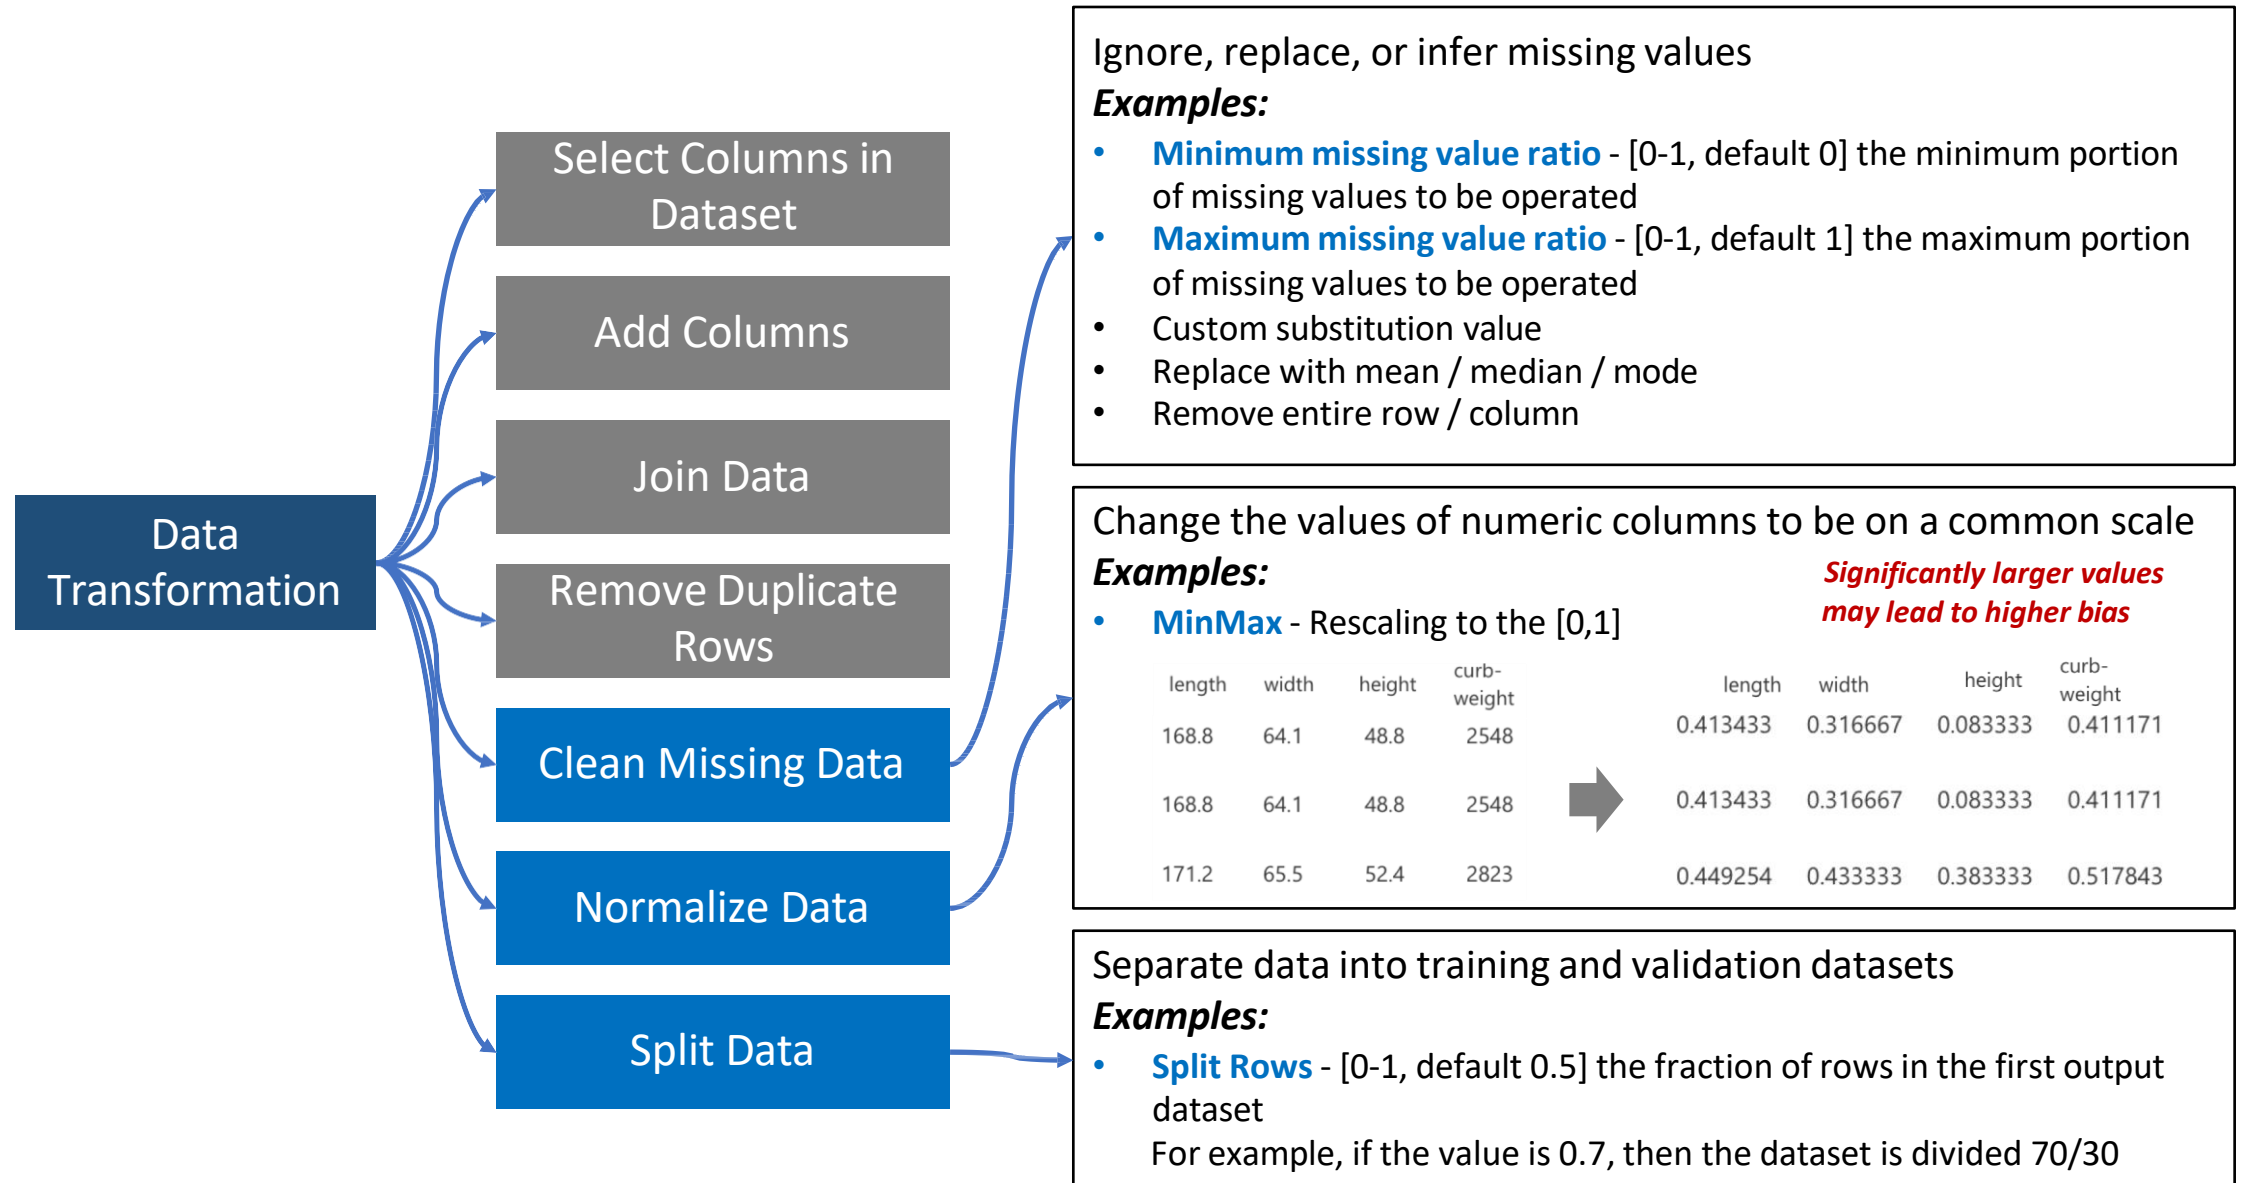 Data
Transformation
Select Columns in
Dataset
Add Columns
Join Data
Remove Duplicate
Rows
Clean Missing Data
Normalize Data
Split Data
Ignore, replace, or infer missing values
Examples:
• Minimum missing value ratio - [0-1, default 0] the minimum portion
of missing values to be operated
• Maximum missing value ratio - [0-1, default 1] the maximum portion
of missing values to be operated
• Custom substitution value
• Replace with mean / median / mode
• Remove entire row / column
Change the values of numeric columns to be on a common scale
Examples:
Significantly larger values
may lead to higher bias
• MinMax - Rescaling to the [0,1]
length width height curb-
weight
168.8 64.1 48.8 2548
168.8 64.1 48.8 2548
171.2 65.5 52.4 2823
length width height curb-
weight
0.413433 0.316667 0.083333 0.411171
0.413433 0.316667 0.083333 0.411171
0.449254 0.433333 0.383333 0.517843
Separate data into training and validation datasets
Examples:
• Split Rows - [0-1, default 0.5] the fraction of rows in the first output
dataset
For example, if the value is 0.7, then the dataset is divided 70/30